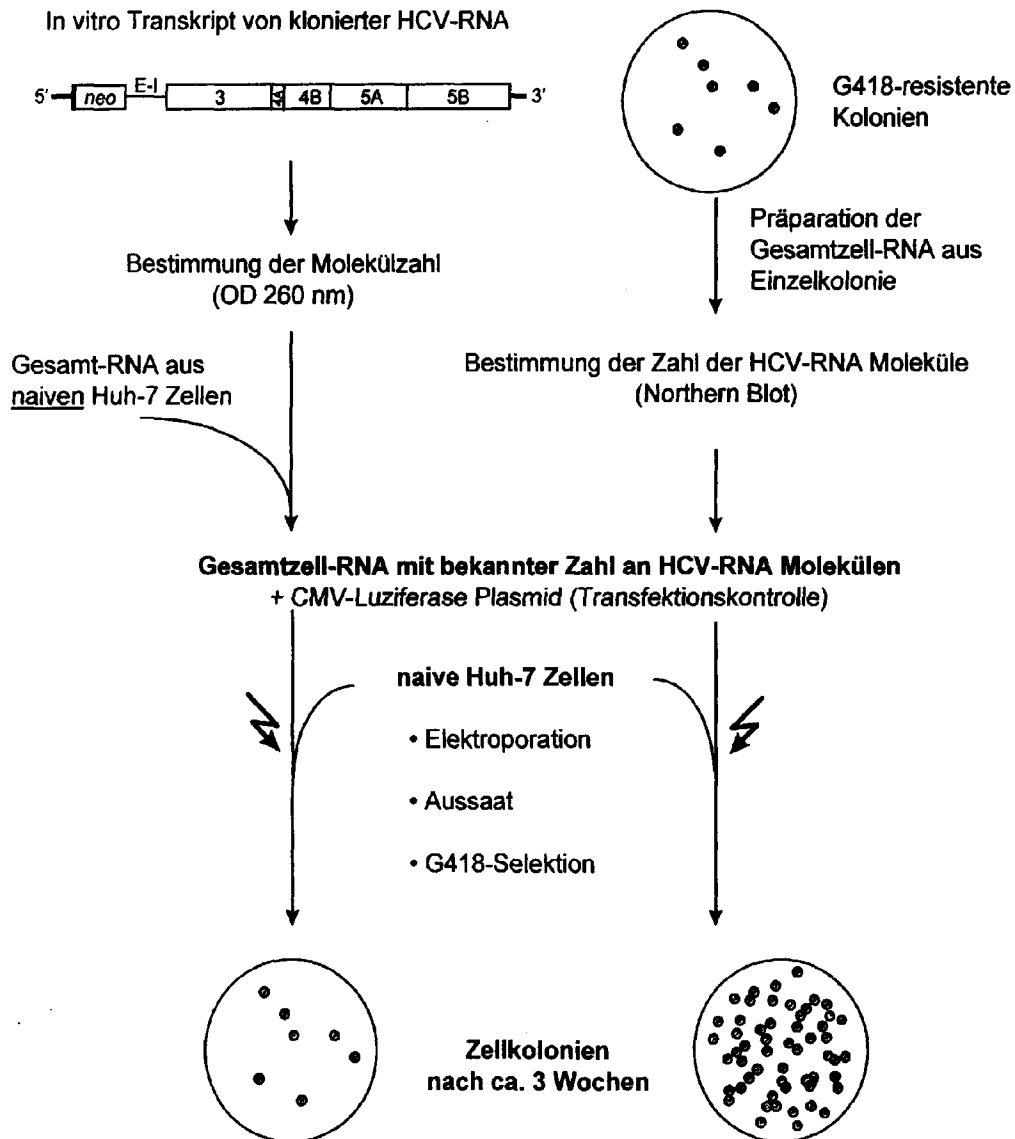 In vitro Transkript von klonierter HCV-RNA
5' neo E-I 3 4A 4B 5A 5B 3'
G418-resistente
Kolonien
Präparation der
Gesamtzell-RNA aus
Einzelkolonie
Bestimmung der Molekülzahl
(OD 260 nm)
Gesamt-RNA aus
naiven Huh-7 Zellen
Bestimmung der Zahl der HCV-RNA Moleküle
(Northern Blot)
Gesamtzell-RNA mit bekannter Zahl an HCV-RNA Molekülen
+ CMV-Luziferase Plasmid (Transfektionskontrolle)
naive Huh-7 Zellen
• Elektroporation
• Aussaat
• G418-Selektion
Zellkolonien
nach ca. 3 Wochen